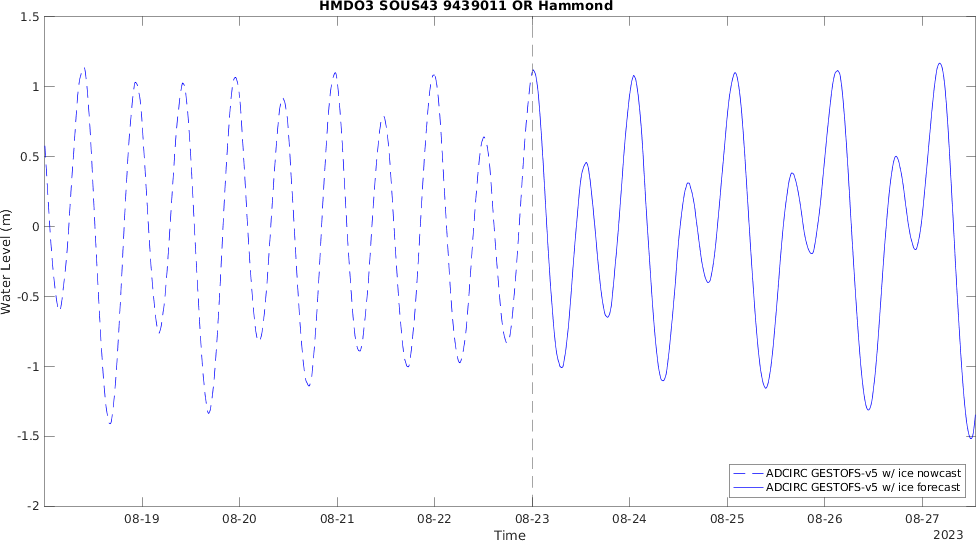 HMDO3 SOUS43 9439011 OR Hammond
1.5
1
0.5
0
-0.5
-1
-1.5
-2
Water Level (m)
08-19 08-20 08-21 08-22 08-23 08-24 08-25 08-26 08-27
Time
2023
ADCIRC GESTOFS-v5 w/ ice nowcast
ADCIRC GESTOFS-v5 w/ ice forecast